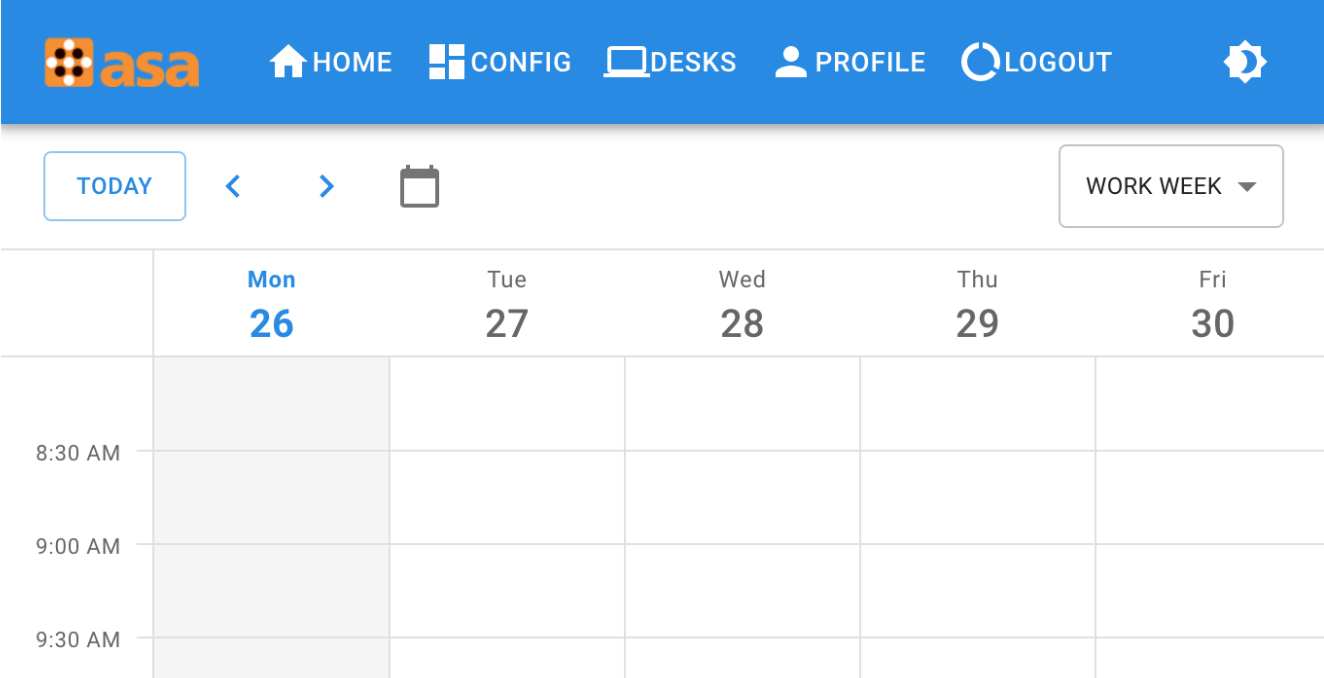 asa HOME CONFIG DESKS PROFILE LOGOUT
TODAY WORK WEEK
Mon Tue Wed Thu Fri
26 27 28 29 30
8:30 AM
9:00 AM
9:30 AM